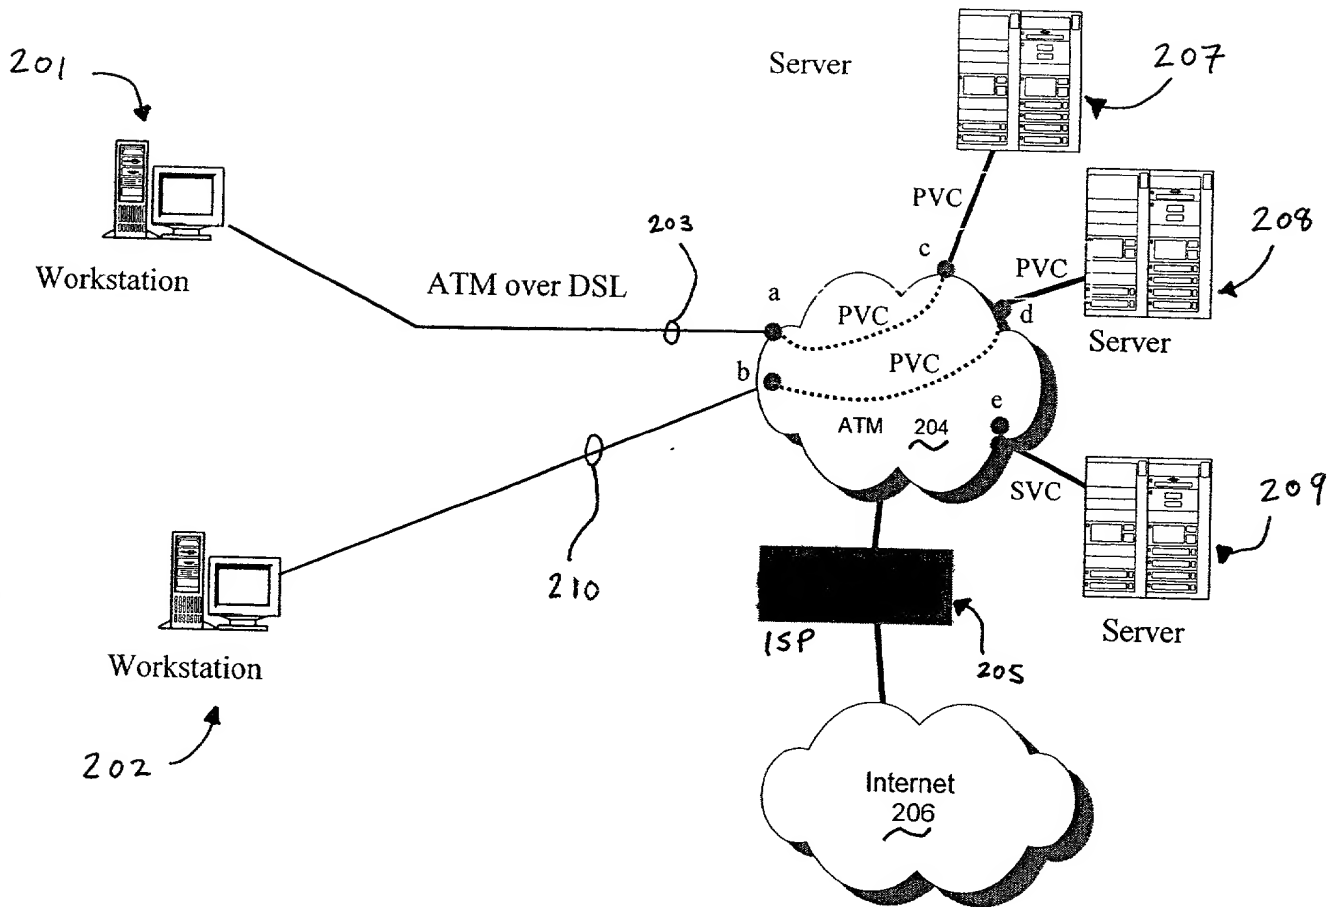 201
Server
207
203
PVC
208
Workstation
ATM over DSL
c
PVC
a
PVC
d
Server
b
PVC
e
ATM
204
SVC
209
210
ISP
205
Server
Workstation
202
Internet
206